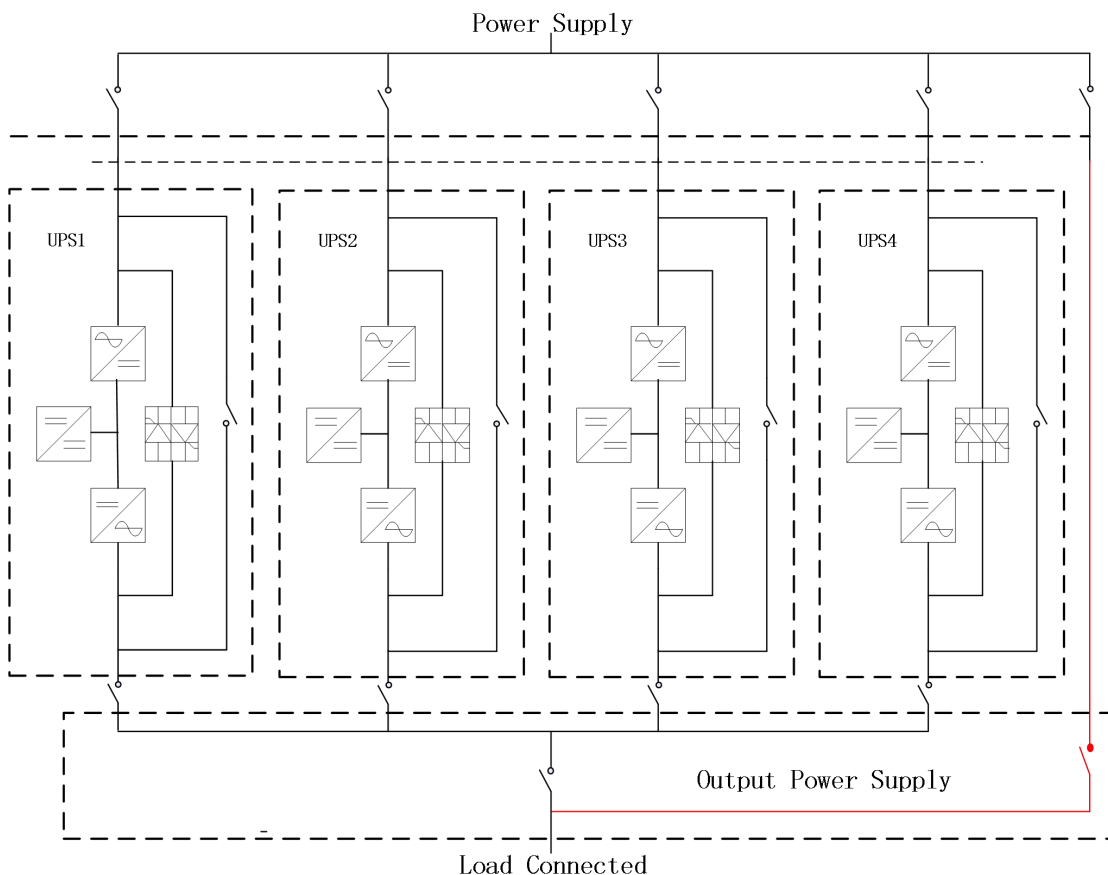 Power Supply
UPS1
UPS2
UPS3
UPS4
Output Power Supply
Load Connected